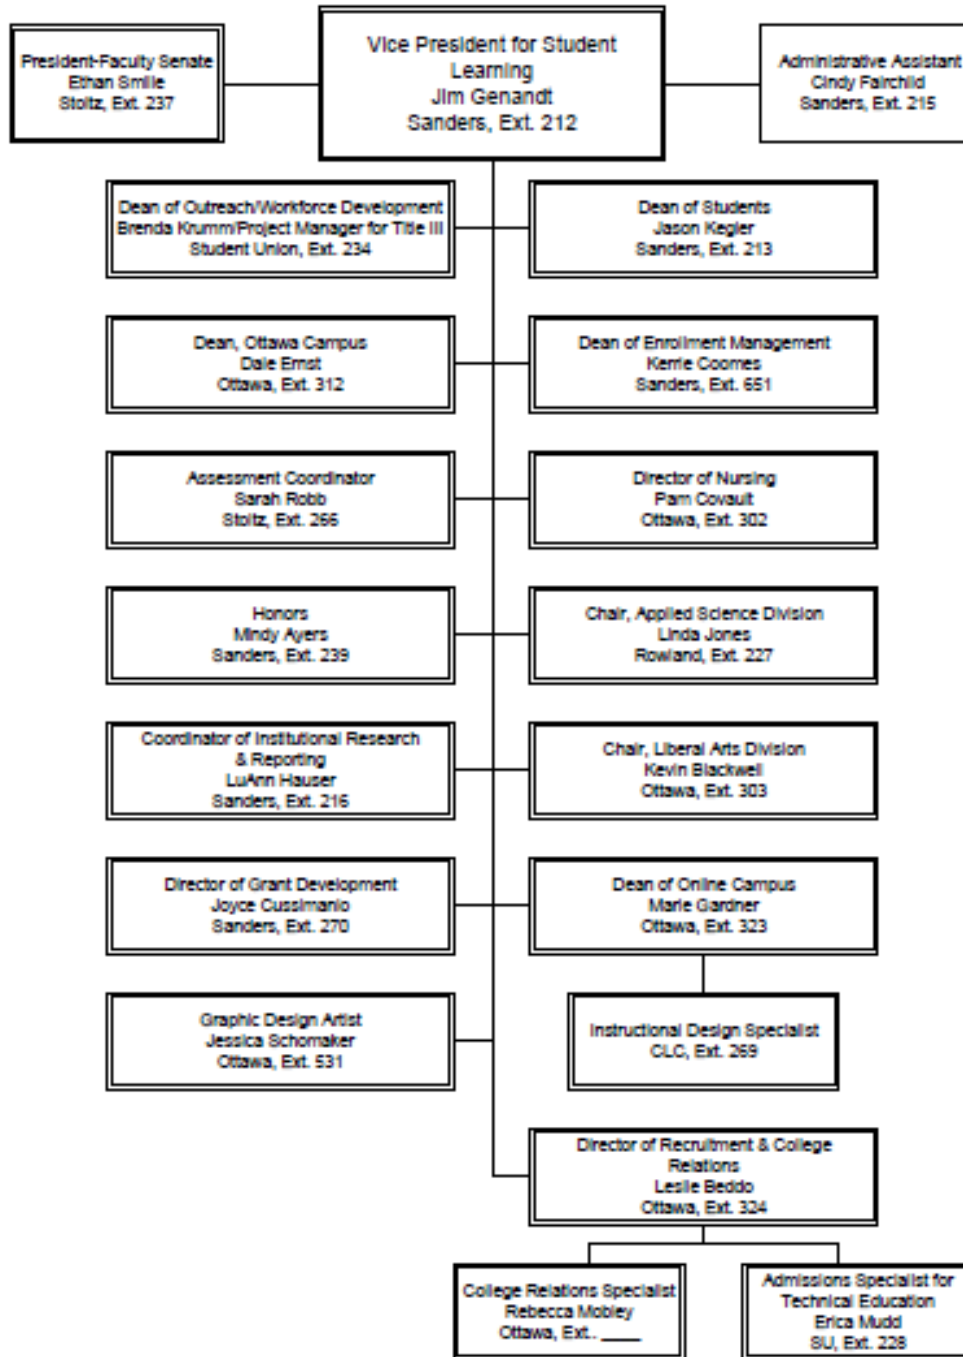 President-Faculty Senate
Ethan Smilie
Stoltz, Ext. 237
Vice President for Student
Learning
Jim Genandt
Sanders, Ext. 212
Administrative Assistant
Cindy Fairchild
Sanders, Ext. 215
Dean of Outreach/Workforce Development
Brenda Krumm/Project Manager for Title III
Student Union, Ext. 234
Dean of Students
Jason Kegler
Sanders, Ext. 213
Dean, Ottawa Campus
Dale Ernst
Ottawa, Ext. 312
Dean of Enrollment Management
Kerrie Coomes
Sanders, Ext. 651
Assessment Coordinator
Sarah Robb
Stoltz, Ext. 266
Director of Nursing
Pam Covault
Ottawa, Ext. 302
Honors
Mindy Ayers
Sanders, Ext. 239
Chair, Applied Science Division
Linda Jones
Rowland, Ext. 227
Coordinator of Institutional Research
& Reporting
LuAnn Hauser
Sanders, Ext. 216
Chair, Liberal Arts Division
Kevin Blackwell
Ottawa, Ext. 303
Director of Grant Development
Joyce Cussimanio
Sanders, Ext. 270
Dean of Online Campus
Marie Gardner
Ottawa, Ext. 323
Graphic Design Artist
Jessica Schomaker
Ottawa, Ext. 531
Instructional Design Specialist
CLC, Ext. 269
Director of Recruitment & College
Relations
Leslie Beddo
Ottawa, Ext. 324
College Relations Specialist
Rebecca Mobley
Ottawa, Ext.. ____
Admissions Specialist for
Technical Education
Erica Mudd
SU, Ext. 228